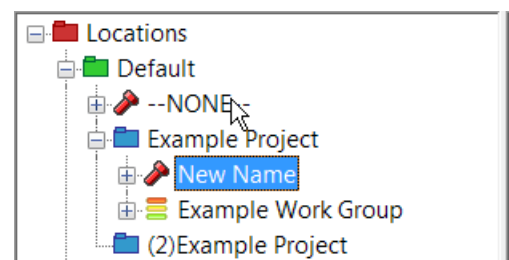 Locations
Default
--NONE--
Example Project
New Name
Example Work Group
(2)Example Project